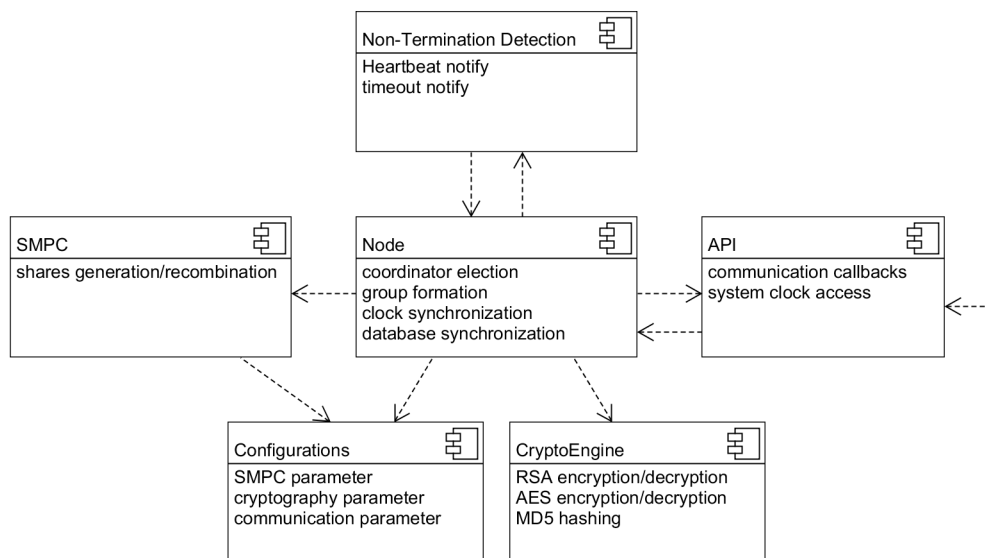 Non-Termination Detection
Heartbeat notify
timeout notify
SMPC
shares generation/recombination
Node
coordinator election
group formation
clock synchronization
database synchronization
API
communication callbacks
system clock access
Configurations
SMPC parameter
cryptography parameter
communication parameter
CryptoEngine
RSA encryption/decryption
AES encryption/decryption
MD5 hashing